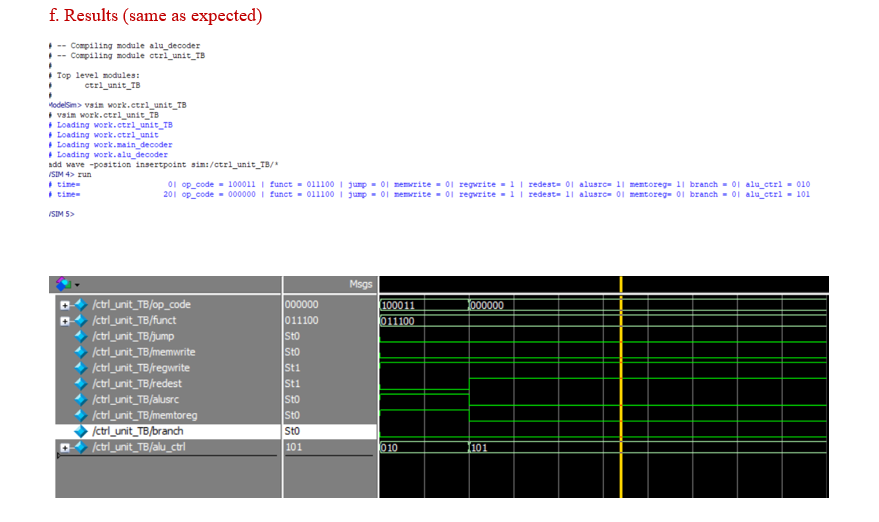 f. Results (same as expected)
# -- Compiling module alu_decoder
# -- Compiling module ctrl_unit_TB
#
# Top level modules:
# ctrl_unit_TB
#
ModelSim> vsim work.ctrl_unit_TB
# vsim work.ctrl_unit_TB
# Loading work.ctrl_unit_TB
# Loading work.ctrl_unit
# Loading work.main_decoder
# Loading work.alu_decoder
add wave -position insertpoint sim:/ctrl_unit_TB/*
VSIM 4> run
# time= 0| op_code = 100011 | funct = 011100 | jump = 0| memwrite = 0| regwrite = 1 | redest= 0| alusrc= 1| memtoreg= 1| branch = 0| alu_ctrl = 010
# time= 20| op_code = 000000 | funct = 011100 | jump = 0| memwrite = 0| regwrite = 1 | redest= 1| alusrc= 0| memtoreg= 0| branch = 0| alu_ctrl = 101
VSIM 5>
Msgs
/ctrl_unit_TB/op_code 000000 100011 000000
/ctrl_unit_TB/funct 011100 011100
/ctrl_unit_TB/jump St0
/ctrl_unit_TB/memwrite St0
/ctrl_unit_TB/regwrite St1
/ctrl_unit_TB/redest St1
/ctrl_unit_TB/alusrc St0
/ctrl_unit_TB/memtoreg St0
/ctrl_unit_TB/branch St0
/ctrl_unit_TB/alu_ctrl 101 010 101